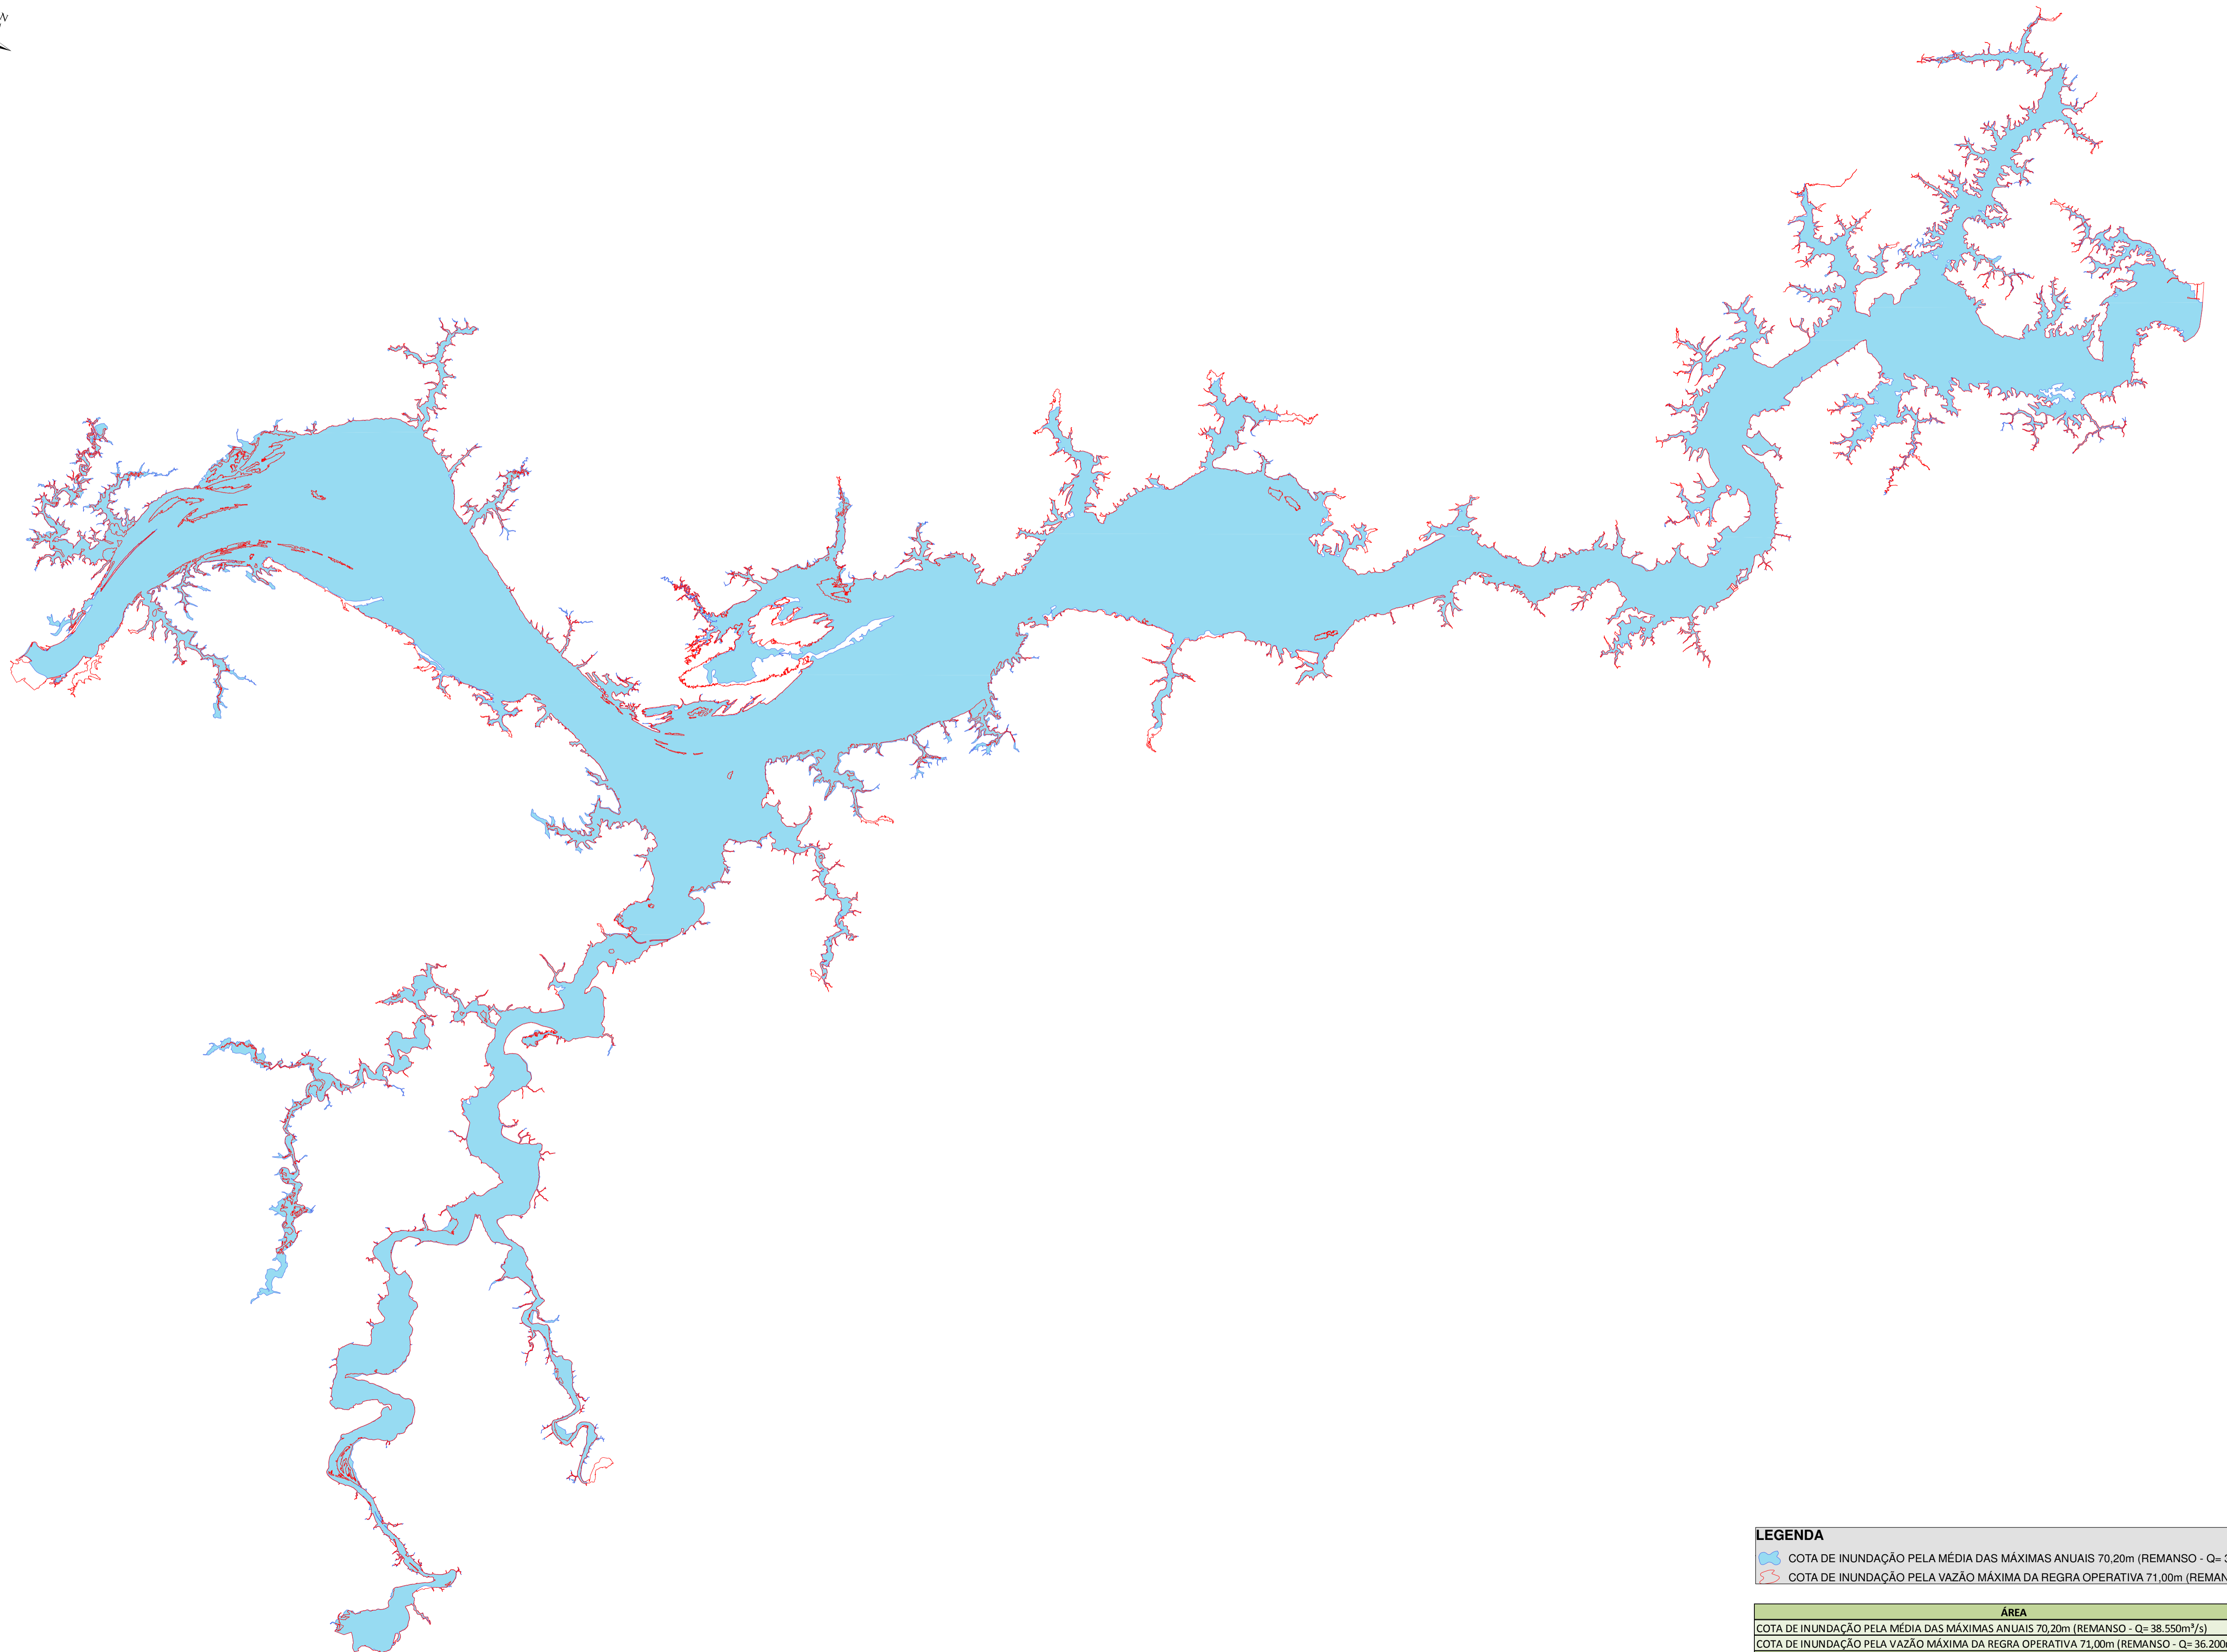 LEGENDA
COTA DE INUNDAÇÃO PELA MÉDIA DAS MÁXIMAS ANUAIS 70,20m (REMANSO - Q=
COTA DE INUNDAÇÃO PELA VAZÃO MÁXIMA DA REGRA OPERATIVA 71,00m
ÁREA
COTA DE INUNDAÇÃO PELA MÉDIA DAS MÁXIMAS ANUAIS 70,20m (REMANSO - Q= 38.550m³/s)
COTA DE INUNDAÇÃO PELA VAZÃO MÁXIMA DA REGRA OPERATIVA 71,00m (REMANSO - Q= 36.200